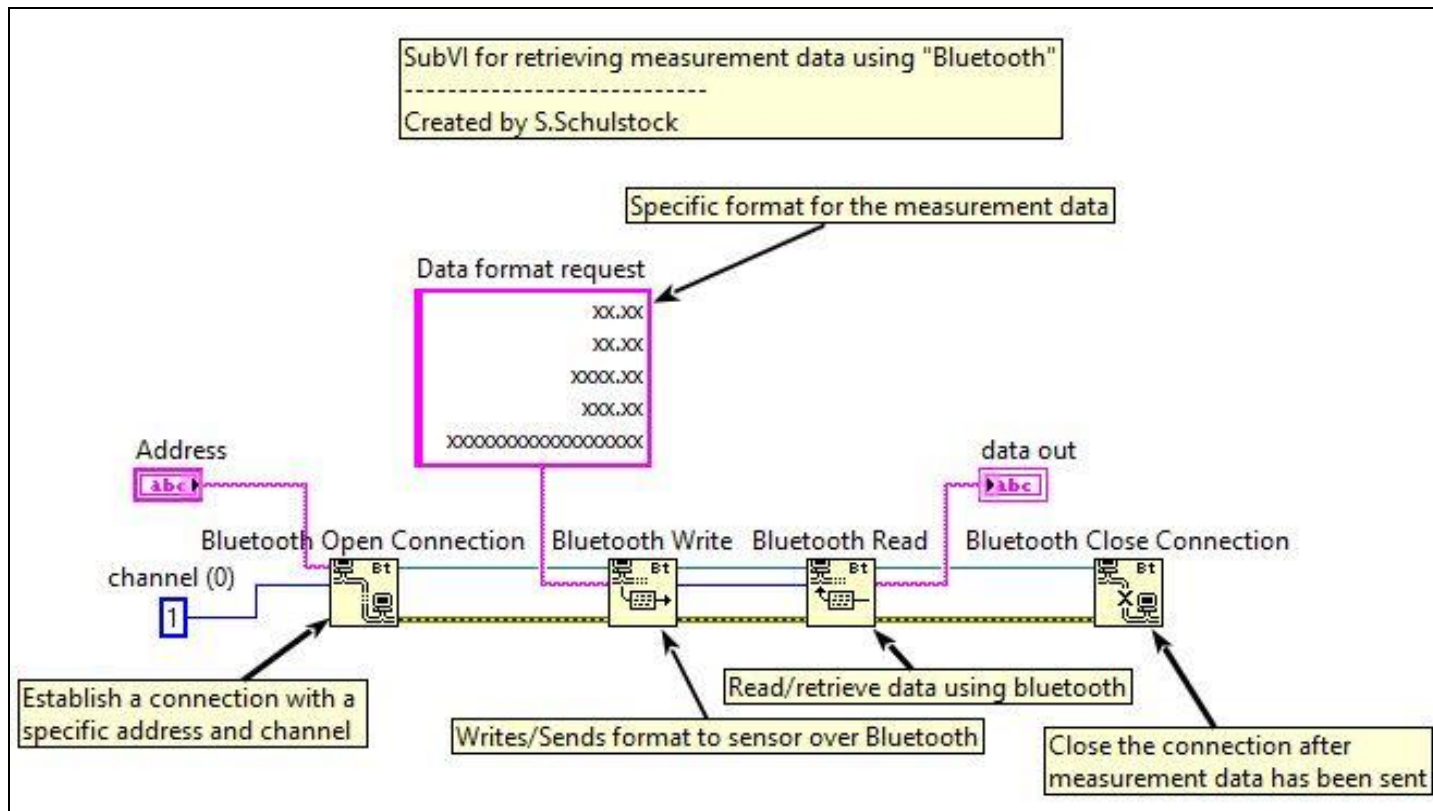 SubVI for retrieving measurement data using "Bluetooth"
---------------------------
Created by S.Schulstock
Specific format for the measurement data
Data format request
xx.xx
xx.xx
xxxx.xx
xxx.xx
xxxxxxxxxxxxxxxxxx
Address
abc
data out
abc
Bluetooth Open Connection
Bluetooth Write
Bluetooth Read
Bluetooth Close Connection
Bt
Bt
Bt
Bt
channel (0)
1
Establish a connection with a
specific address and channel
Writes/Sends format to sensor over Bluetooth
Read/retrieve data using bluetooth
Close the connection after
measurement data has been sent